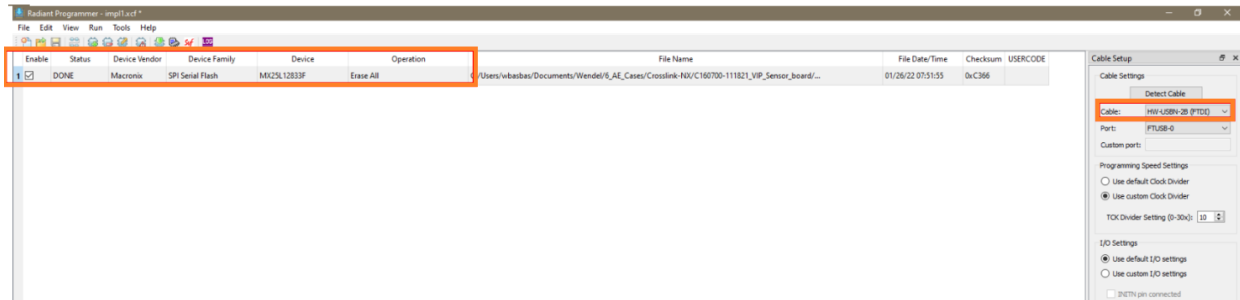 Radiant Programmer - impl1.xcf *
File Edit View Run Tools Help
Enable Status Device Vendor Device Family Device Operation File Name File Date/Time Checksum USERCODE
1 DONE Macronix SPI Serial Flash MX25L12833F Erase All C:/Users/wbasbas/Documents/Wendel/6_AE_Cases/Crosslink-NX/C160700-111821_VIP_Sensor_board/... 01/26/22 07:51:55 0xC366
Cable Setup
Cable Settings
Detect Cable
Cable: HW-USBN-2B (FTDI)
Port: FTUSB-0
Custom port:
Programming Speed Settings
Use default Clock Divider
Use custom Clock Divider
TCK Divider Setting (0-30x): 10
I/O Settings
Use default I/O settings
Use custom I/O settings
INITN pin connected